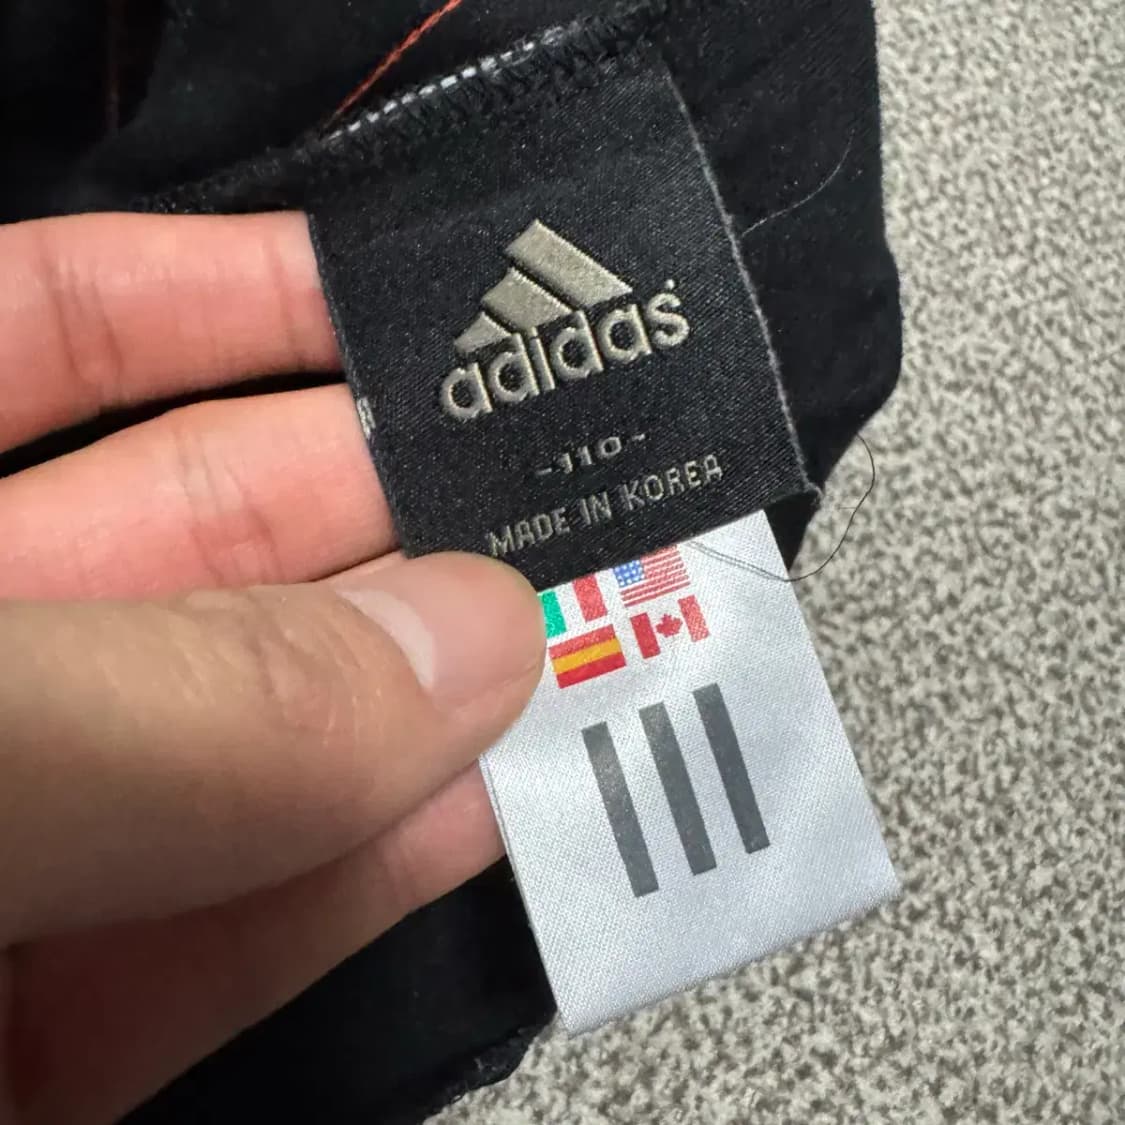 adidas
-110-
MADE IN KOREA